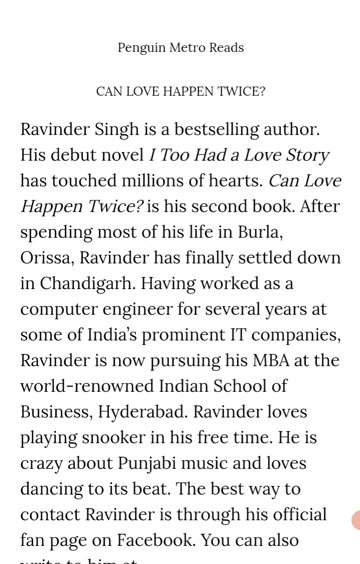 Penguin Metro Reads
CAN LOVE HAPPEN TWICE?
Ravinder Singh is a bestselling author.
His debut novel I Too Had a Love Story
has touched millions of hearts. Can Love
Happen Twice? is his second book. After
spending most of his life in Burla,
Orissa, Ravinder has finally settled down
in Chandigarh. Having worked as a
computer engineer for several years at
some of India’s prominent IT companies,
Ravinder is now pursuing his MBA at the
world-renowned Indian School of
Business, Hyderabad. Ravinder loves
playing snooker in his free time. He is
crazy about Punjabi music and loves
dancing to its beat. The best way to
contact Ravinder is through his official
fan page on Facebook. You can also
write to him at